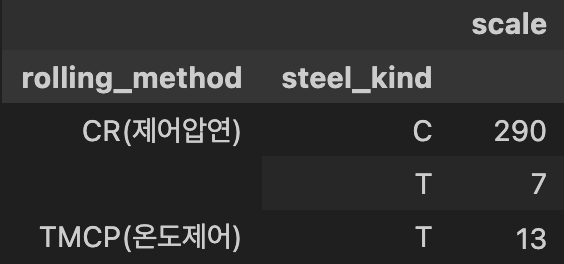 scale
rolling_method steel_kind
CR(제어압연) C 290
T 7
TMCP(온도제어) T 13